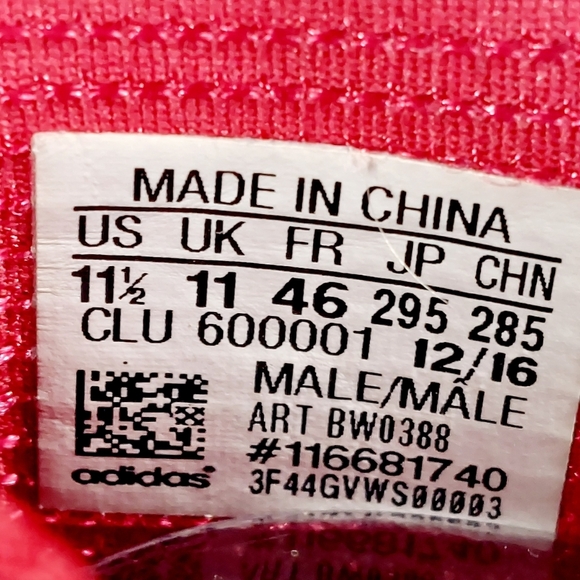 MADE IN CHINA
US UK FR JP CHN
11½ 11 46 295 285
CLU 600001 12/16
MALE/MÂLE
ART BW0388
#116681740
adidas 3F44GVWS00003